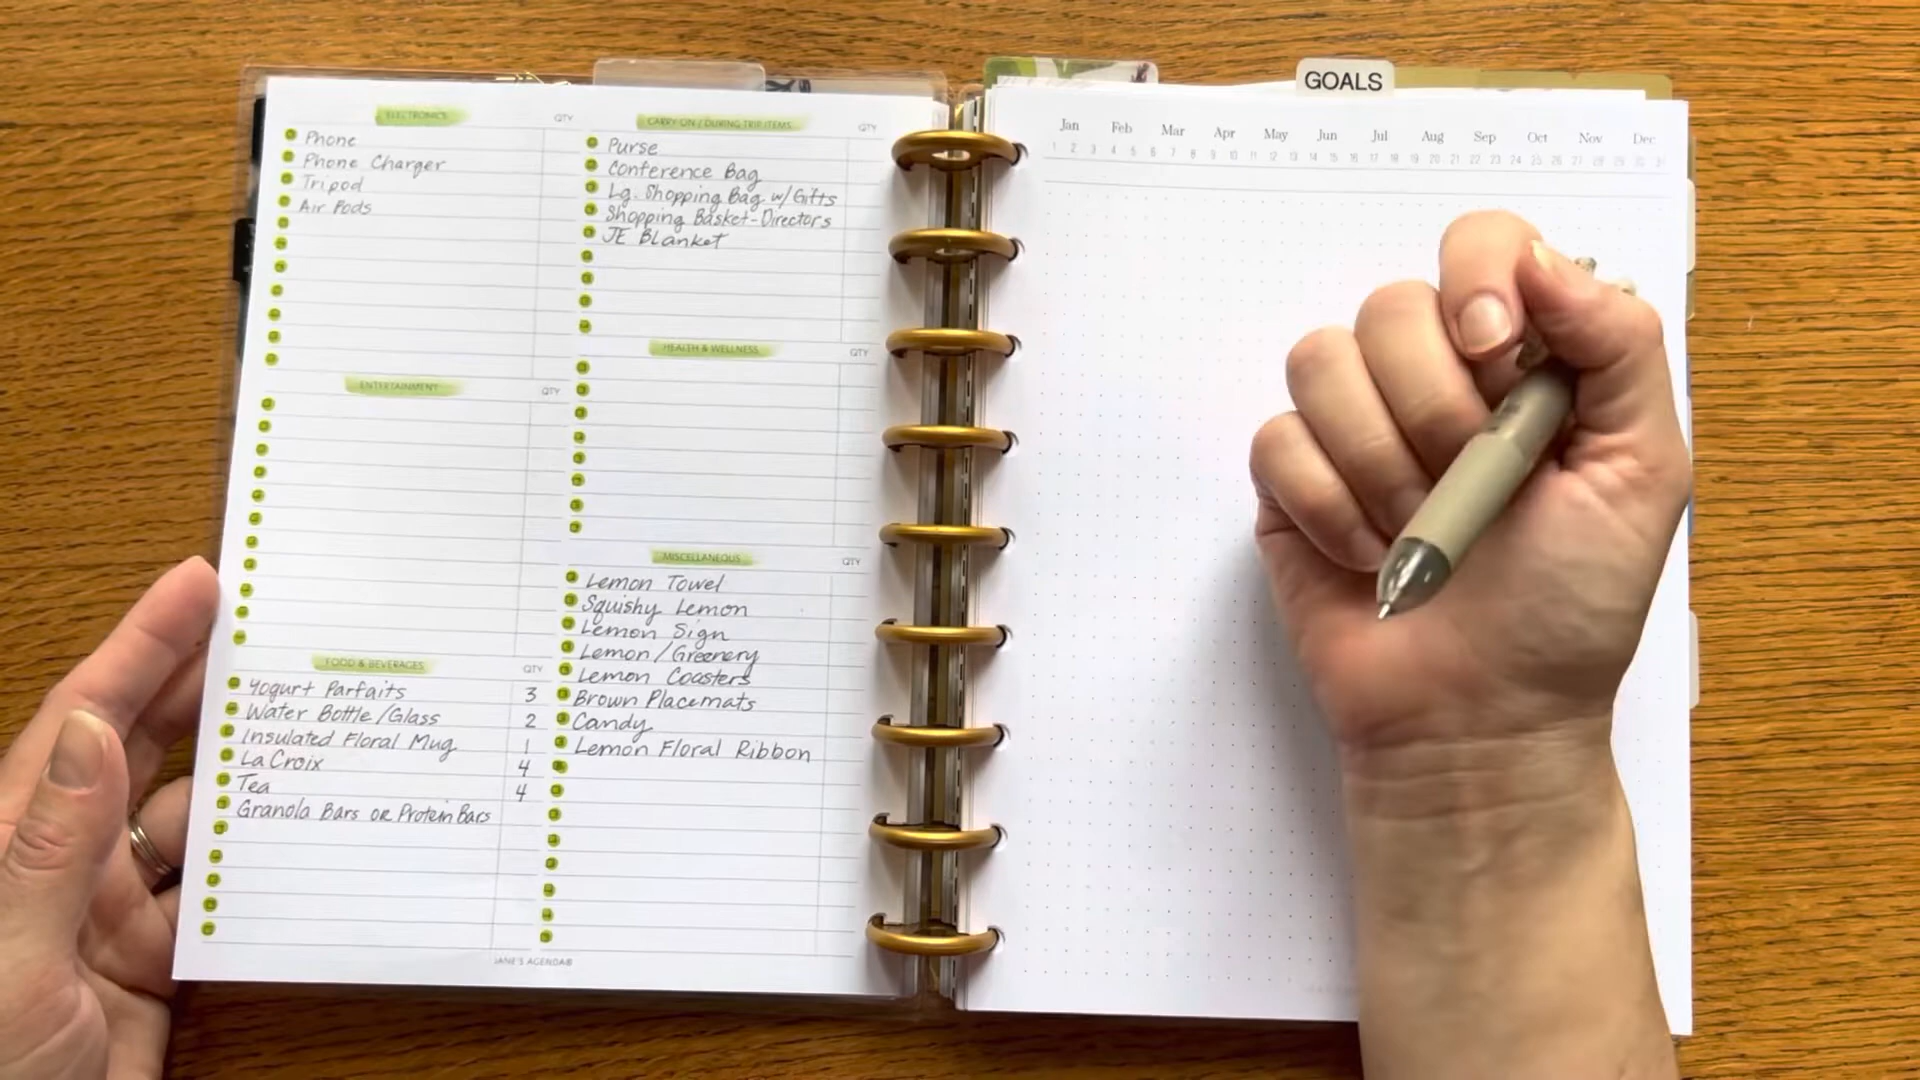 ELECTRONICS QTY
Phone
Phone Charger
Tripod
Air Pods
ENTERTAINMENT QTY
FOOD & BEVERAGES QTY
Yogurt Parfaits 3
Water Bottle/Glass 2
Insulated Floral Mug 1
La Croix 4
Tea 4
Granola Bars or Protein Bars
CARRY ON / DURING TRIP ITEMS QTY
Purse
Conference Bag
Lg. Shopping Bag w/Gifts
Shopping Basket-Directors
JE Blanket
HEALTH & WELLNESS QTY
MISCELLANEOUS QTY
Lemon Towel
Squishy Lemon
Lemon Sign
Lemon/Greenery
Lemon Coasters
Brown Placemats
Candy
Lemon Floral Ribbon
JANE'S AGENDA®
GOALS
Jan Feb Mar Apr May Jun Jul Aug Sep Oct Nov Dec
1 2 3 4 5 6 7 8 9 10 11 12 13 14 15 16 17 18 19 20 21 22 23 24 25 26 27 28 29 30 31